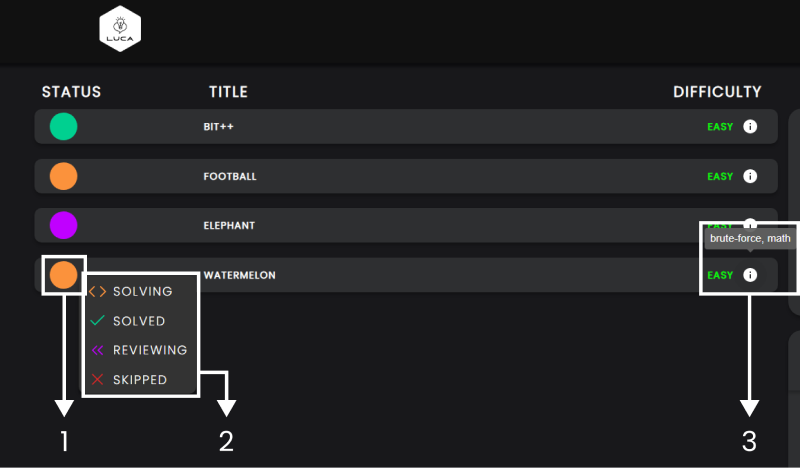 LUCA
STATUS TITLE DIFFICULTY
BIT++ EASY i
FOOTBALL EASY i
ELEPHANT EASY
brute-force, math
WATERMELON EASY i
SOLVING
SOLVED
REVIEWING
SKIPPED
1 2 3